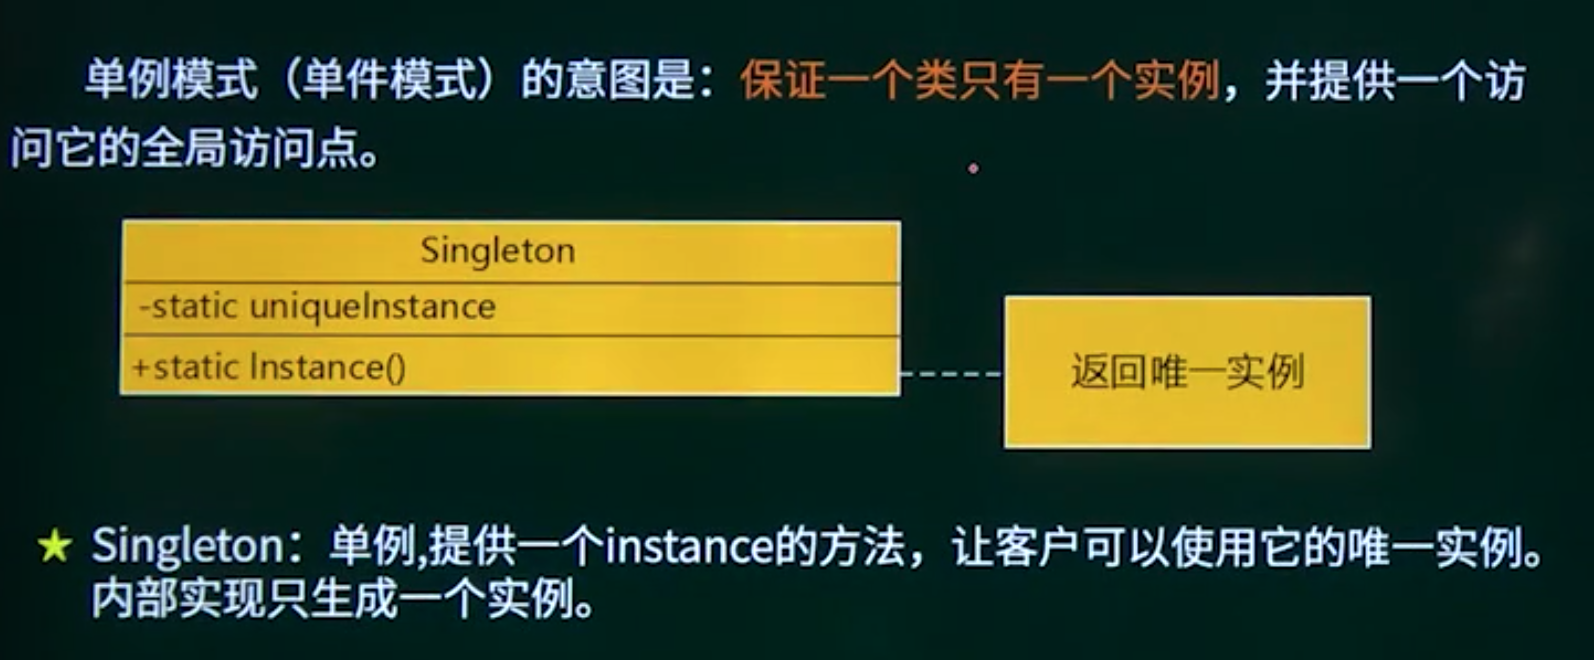 单例模式（单件模式）的意图是：保证一个类只有一个实例，并提供一个访
问它的全局访问点。
Singleton
-static uniqueInstance
+static Instance()
返回唯一实例
★ Singleton：单例,提供一个instance的方法，让客户可以使用它的唯一实例。
内部实现只生成一个实例。